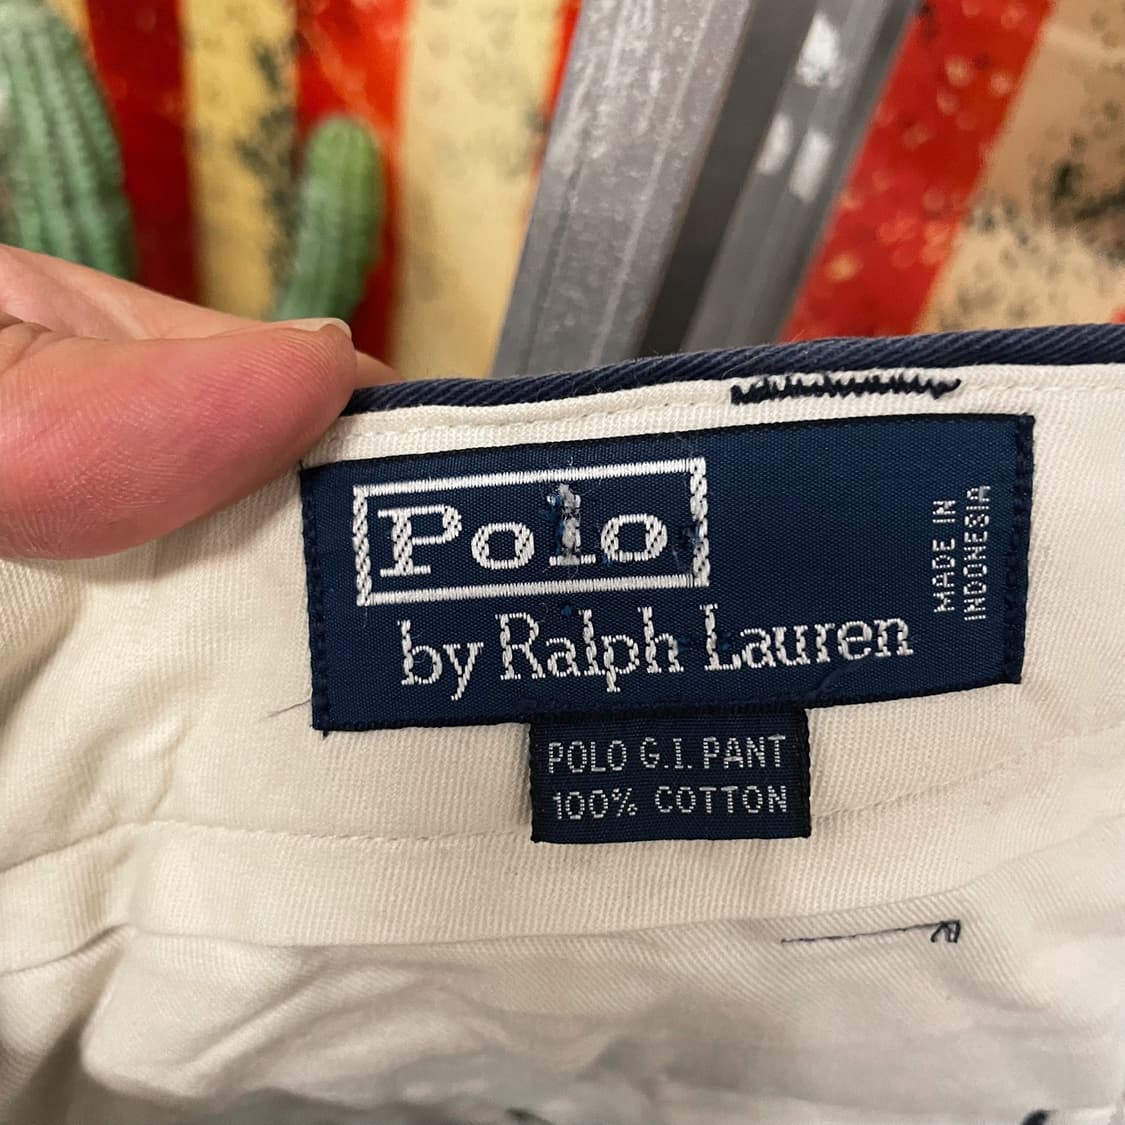 Polo
by Ralph Lauren
MADE IN
INDONESIA
POLO G.I. PANT
100% COTTON